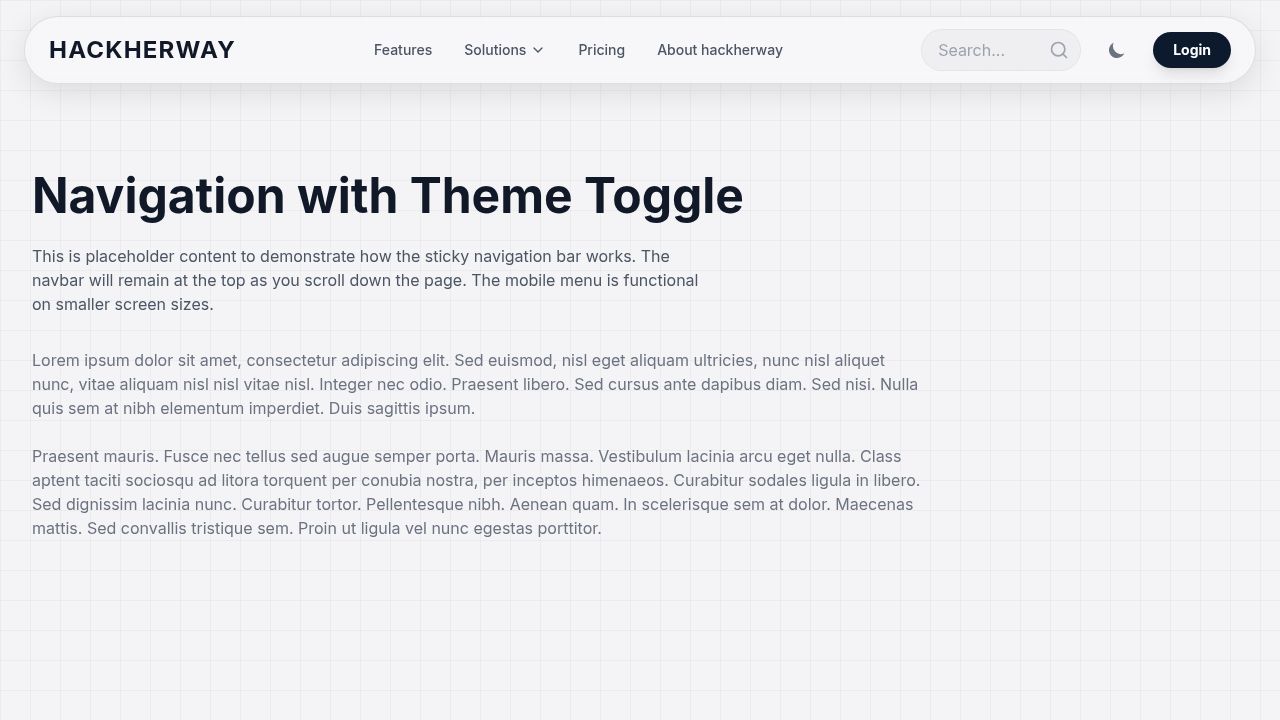 HACKHERWAY
Features
Solutions
Pricing
About hackherway
Search...
Login
Navigation with Theme Toggle
This is placeholder content to demonstrate how the sticky navigation bar works. The
navbar will remain at the top as you scroll down the page. The mobile menu is functional
on smaller screen sizes.
Lorem ipsum dolor sit amet, consectetur adipiscing elit. Sed euismod, nisl eget aliquam ultricies, nunc nisl aliquet
nunc, vitae aliquam nisl nisl vitae nisl. Integer nec odio. Praesent libero. Sed cursus ante dapibus diam. Sed nisi. Nulla
quis sem at nibh elementum imperdiet. Duis sagittis ipsum.
Praesent mauris. Fusce nec tellus sed augue semper porta. Mauris massa. Vestibulum lacinia arcu eget nulla. Class
aptent taciti sociosqu ad litora torquent per conubia nostra, per inceptos himenaeos. Curabitur sodales ligula in libero.
Sed dignissim lacinia nunc. Curabitur tortor. Pellentesque nibh. Aenean quam. In scelerisque sem at dolor. Maecenas
mattis. Sed convallis tristique sem. Proin ut ligula vel nunc egestas porttitor.